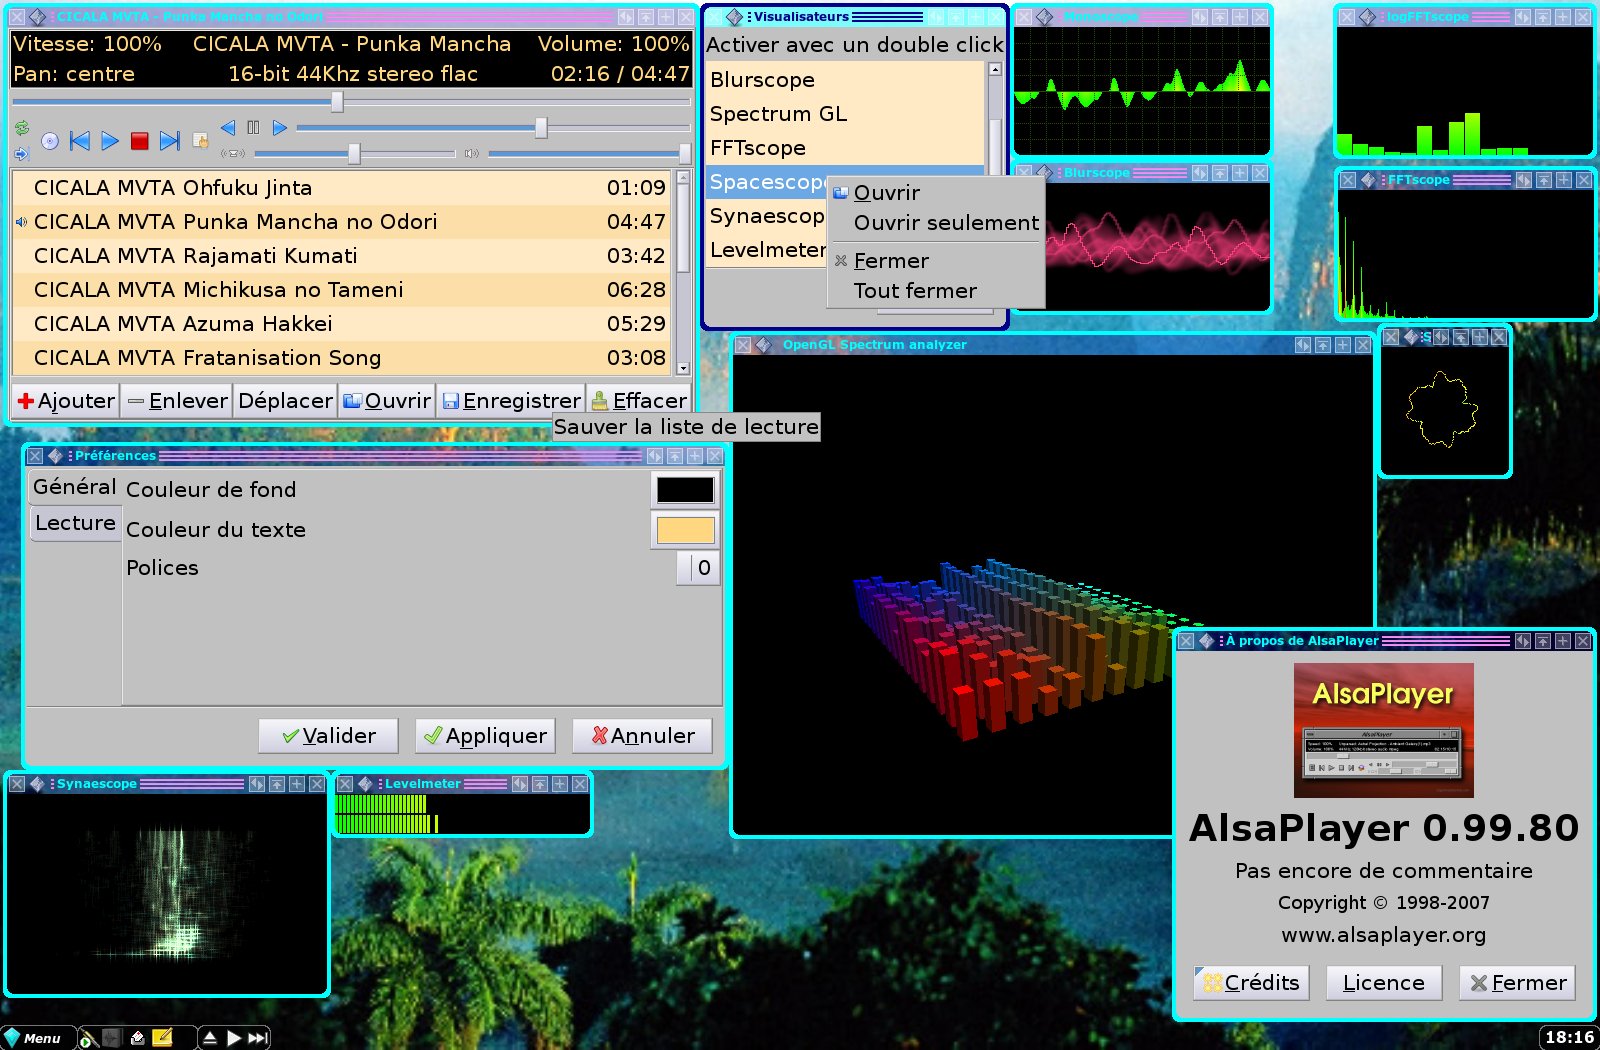 CICALA MVTA - Punka Mancha no Odori
Vitesse: 100% CICALA MVTA - Punka Mancha Volume: 100%
Pan: centre 16-bit 44Khz stereo flac 02:16 / 04:47
CICALA MVTA Ohfuku Jinta 01:09
CICALA MVTA Punka Mancha no Odori 04:47
CICALA MVTA Rajamati Kumati 03:42
CICALA MVTA Michikusa no Tameni 06:28
CICALA MVTA Azuma Hakkei 05:29
CICALA MVTA Fratanisation Song 03:08
Ajouter Enlever Déplacer Ouvrir Enregistrer Effacer
Sauver la liste de lecture
Visualisateurs
Activer avec un double click
Blurscope
Spectrum GL
FFTscope
Spacescope
Synaescop
Levelmeter
Ouvrir
Ouvrir seulement
Fermer
Tout fermer
Monoscope
logFFTscope
Blurscope
FFTscope
OpenGL Spectrum analyzer
S
Préférences
Général
Lecture
Couleur de fond
Couleur du texte
Polices 0
Valider Appliquer Annuler
Synaescope
Levelmeter
À propos de AlsaPlayer
AlsaPlayer
AlsaPlayer
AlsaPlayer 0.99.80
Pas encore de commentaire
Copyright © 1998-2007
www.alsaplayer.org
Crédits Licence Fermer
Menu
18:16